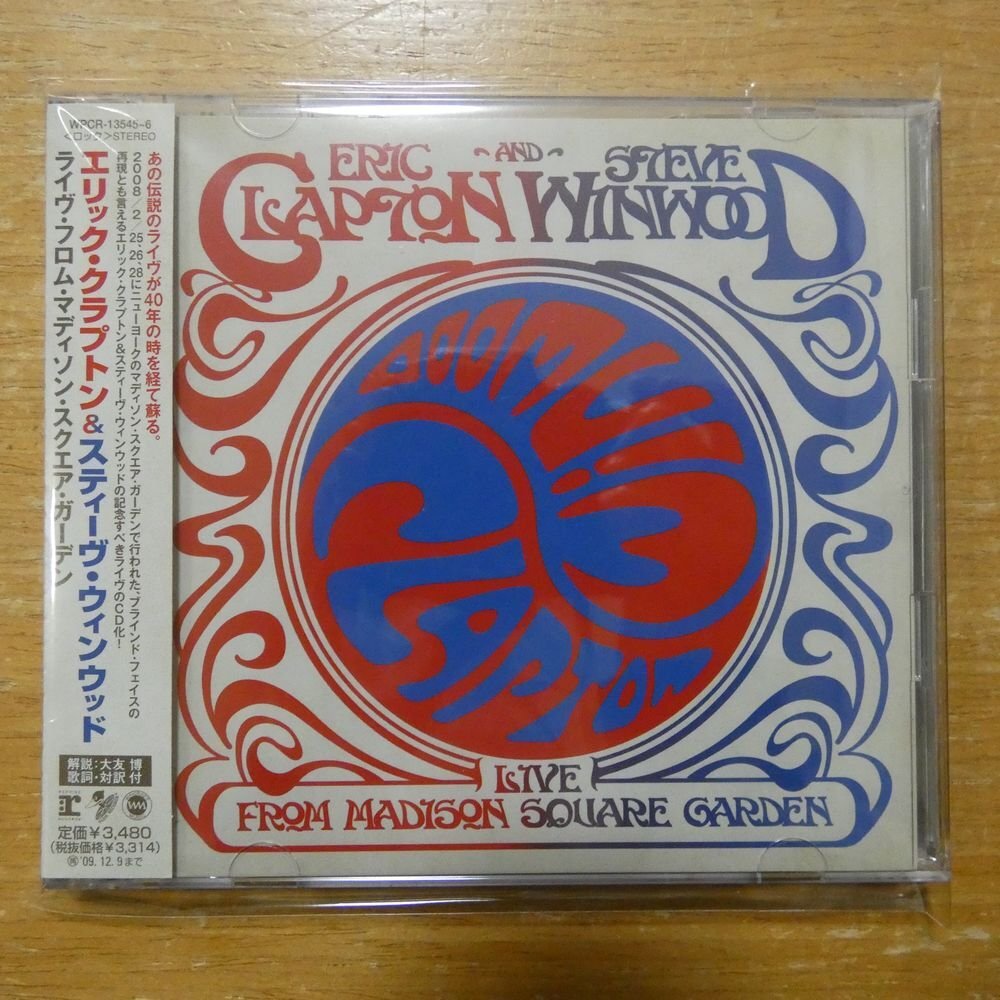 WPCR-13545~6
<ロック>STEREO
あの伝説のライヴが40年の時を経て蘇る。
2008/2/25、26、28にニューヨークのマディソン・スクエア・ガーデンで行われた、ブラインド・フェイスの
再現とも言えるエリック・クラプトン&スティーヴ・ウィンウッドの記念すべきライヴのCD化!
エリック・クラプトン&スティーヴ・ウィンウッド
ライヴ・フロム・マディソン・スクエア・ガーデン
解説:大友 博
歌詞・対訳 付
定価¥3,480
(税抜価格¥3,314)
'09.12.9まで
ERIC AND STEVE
CLAPTON WINWOOD
CLAPTON
LIVE
FROM MADISON SQUARE GARDEN